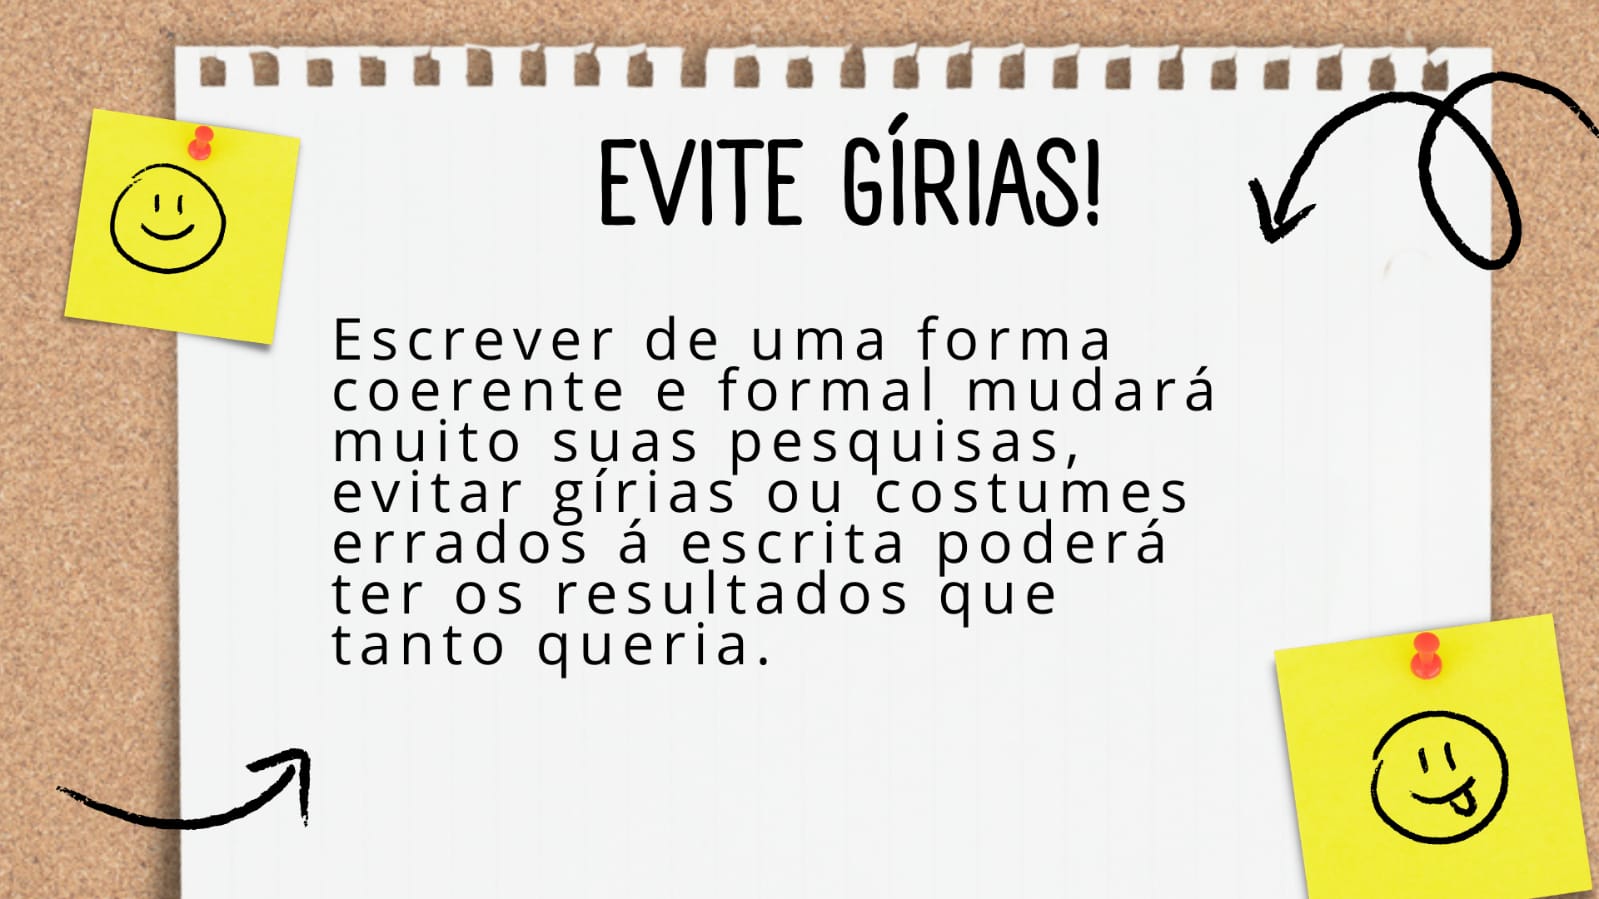 EVITE GÍRIAS!
Escrever de uma forma
coerente e formal mudará
muito suas pesquisas,
evitar gírias ou costumes
errados á escrita poderá
ter os resultados que
tanto queria.